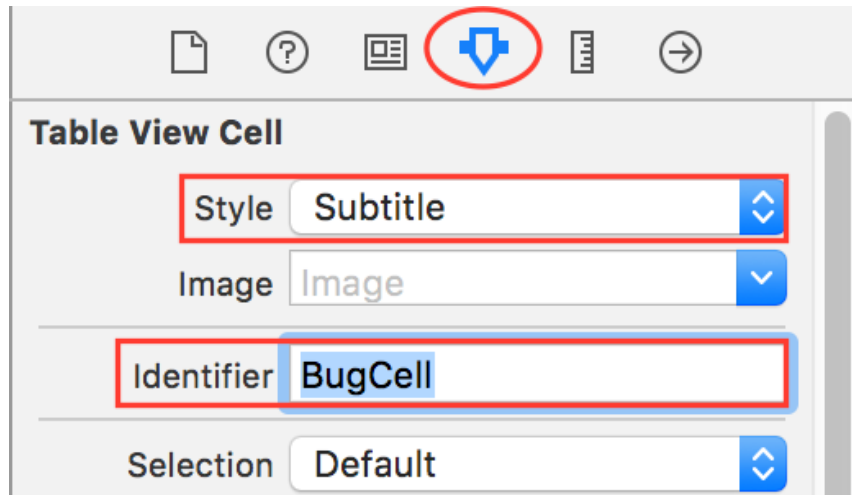 Table View Cell
Style Subtitle
Image Image
Identifier BugCell
Selection Default